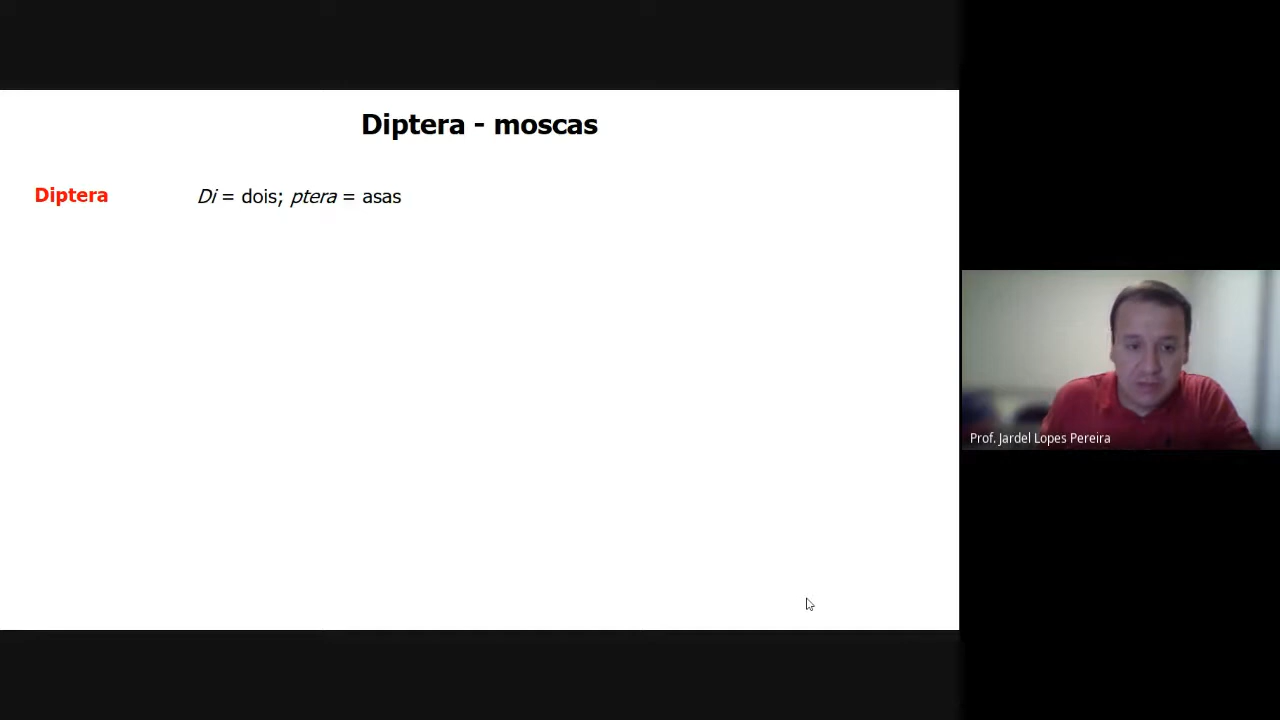 Diptera - moscas
Diptera Di = dois; ptera = asas
Prof. Jardel Lopes Pereira